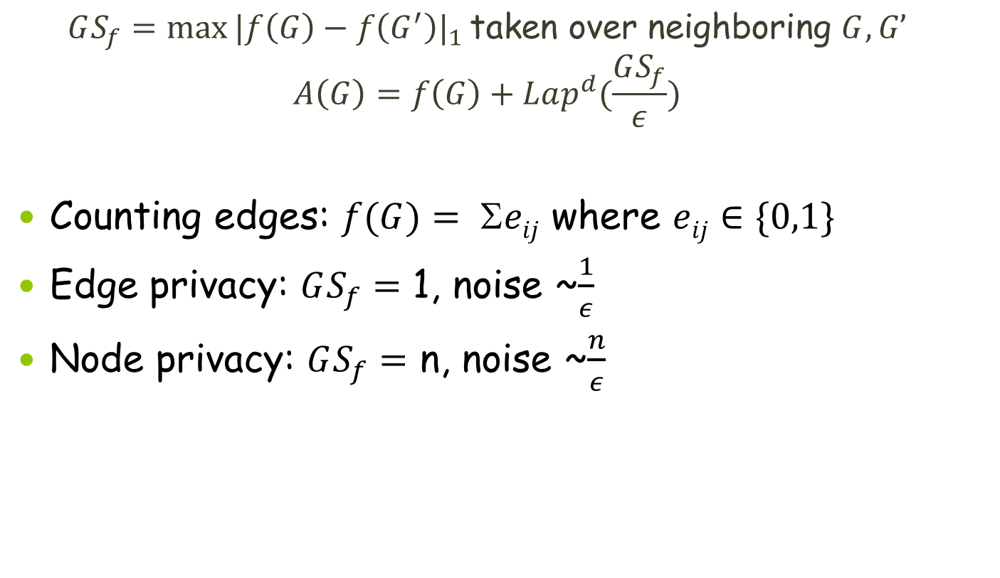 $GS_f = \max |f(G) - f(G')|_1$ taken over neighboring $G, G'$
$A(G) = f(G) + Lap^d(\frac{GS_f}{\epsilon})$
• Counting edges: $f(G) = \Sigma e_{ij}$ where $e_{ij} \in \{0,1\}$
• Edge privacy: $GS_f = 1$, noise ~$\frac{1}{\epsilon}$
• Node privacy: $GS_f = $ n, noise ~$\frac{n}{\epsilon}$